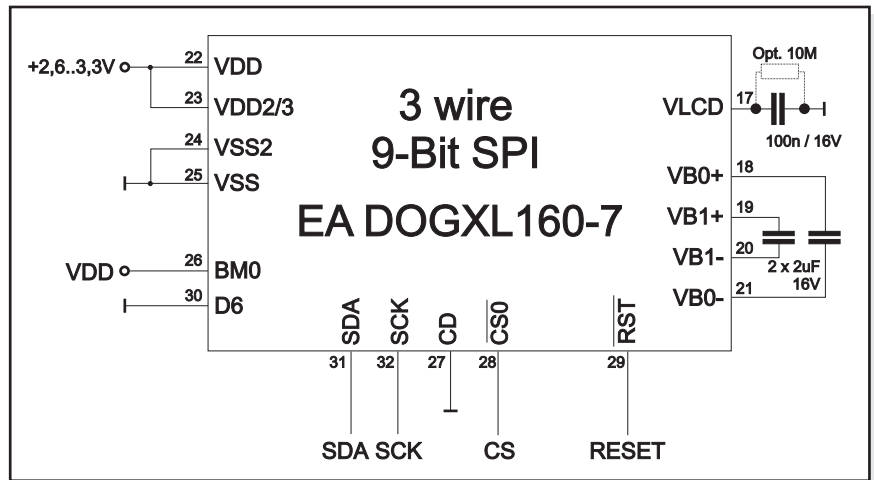 +2,6..3,3V
22
VDD
23
VDD2/3
24
VSS2
25
VSS
VDD
26
BM0
30
D6
3 wire
9-Bit SPI
EA DOGXL160-7
Opt. 10M
VLCD
17
100n / 16V
VB0+
18
VB1+
19
VB1-
20
2 x 2uF
16V
VB0-
21
SDA
SCK
CD
CS0
RST
31
32
27
28
29
SDA
SCK
CS
RESET